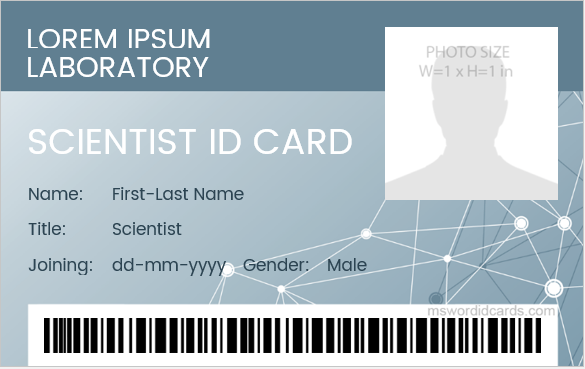 LOREM IPSUM
LABORATORY
PHOTO SIZE
W=1 x H=1 in
SCIENTIST ID CARD
Name: First-Last Name
Title: Scientist
Joining: dd-mm-yyyy Gender: Male
mswordidcards.com